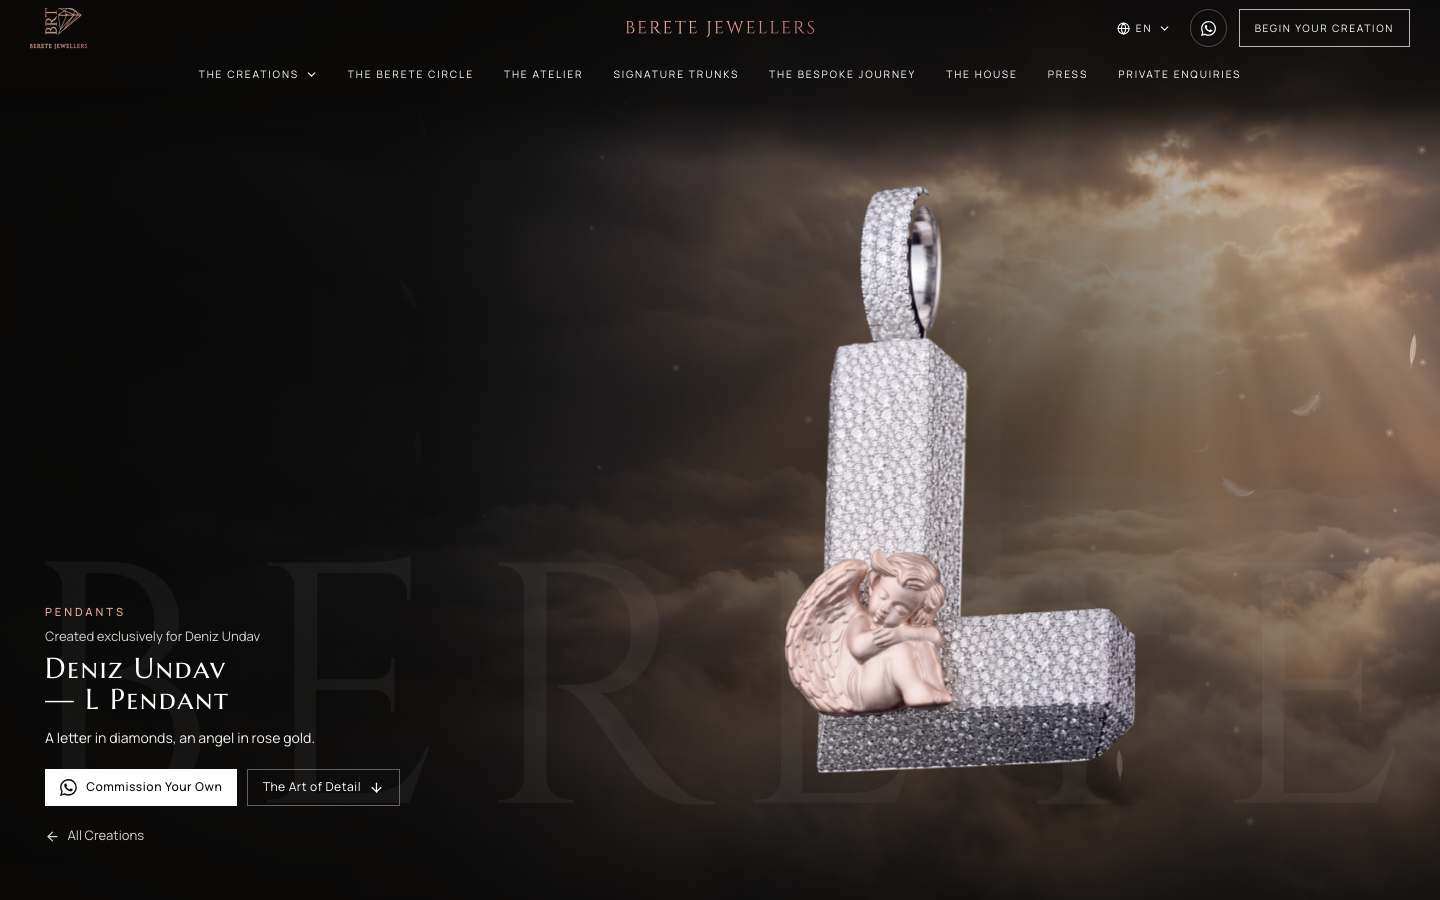 BRT
BERETE JEWELLERS
BERETE JEWELLERS
EN
BEGIN YOUR CREATION
THE CREATIONS
THE BERETE CIRCLE
THE ATELIER
SIGNATURE TRUNKS
THE BESPOKE JOURNEY
THE HOUSE
PRESS
PRIVATE ENQUIRIES
BERETE
PENDANTS
Created exclusively for Deniz Undav
Deniz Undav
— L Pendant
A letter in diamonds, an angel in rose gold.
Commission Your Own
The Art of Detail
All Creations